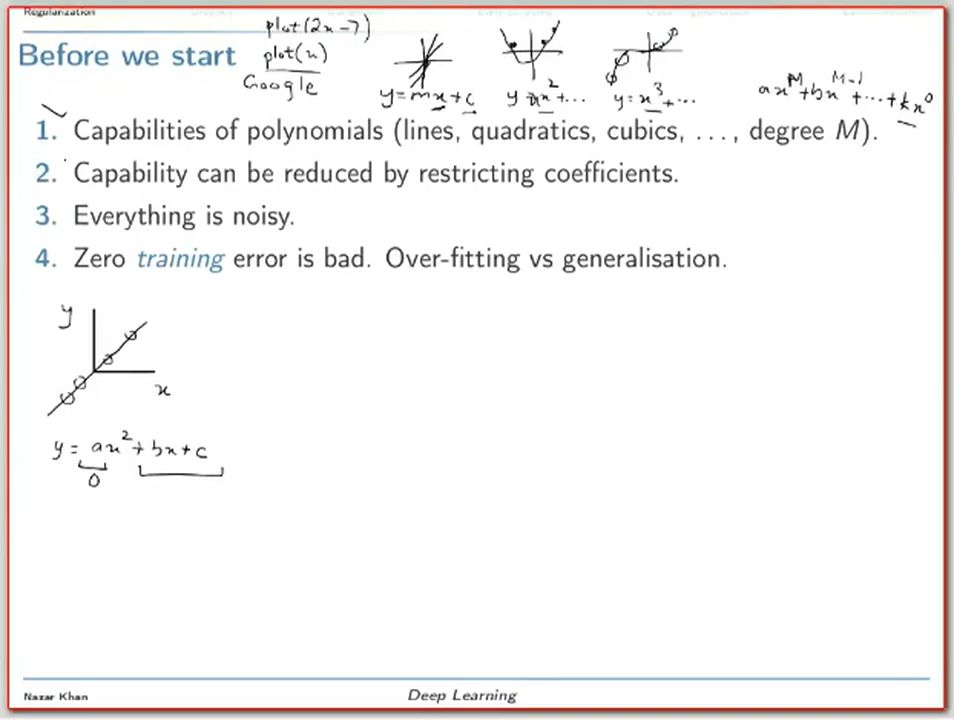 Regularization
plot(2x-7)
Before we start
plot(x)
Google
y=mx+c
y=ax²+...
y=x³+...
ax^M+bx^M-1+...+kx⁰
1. Capabilities of polynomials (lines, quadratics, cubics, ..., degree M).
2. Capability can be reduced by restricting coefficients.
3. Everything is noisy.
4. Zero training error is bad. Over-fitting vs generalisation.
y
x
y=ax²+bx+c
0
Nazar Khan
Deep Learning